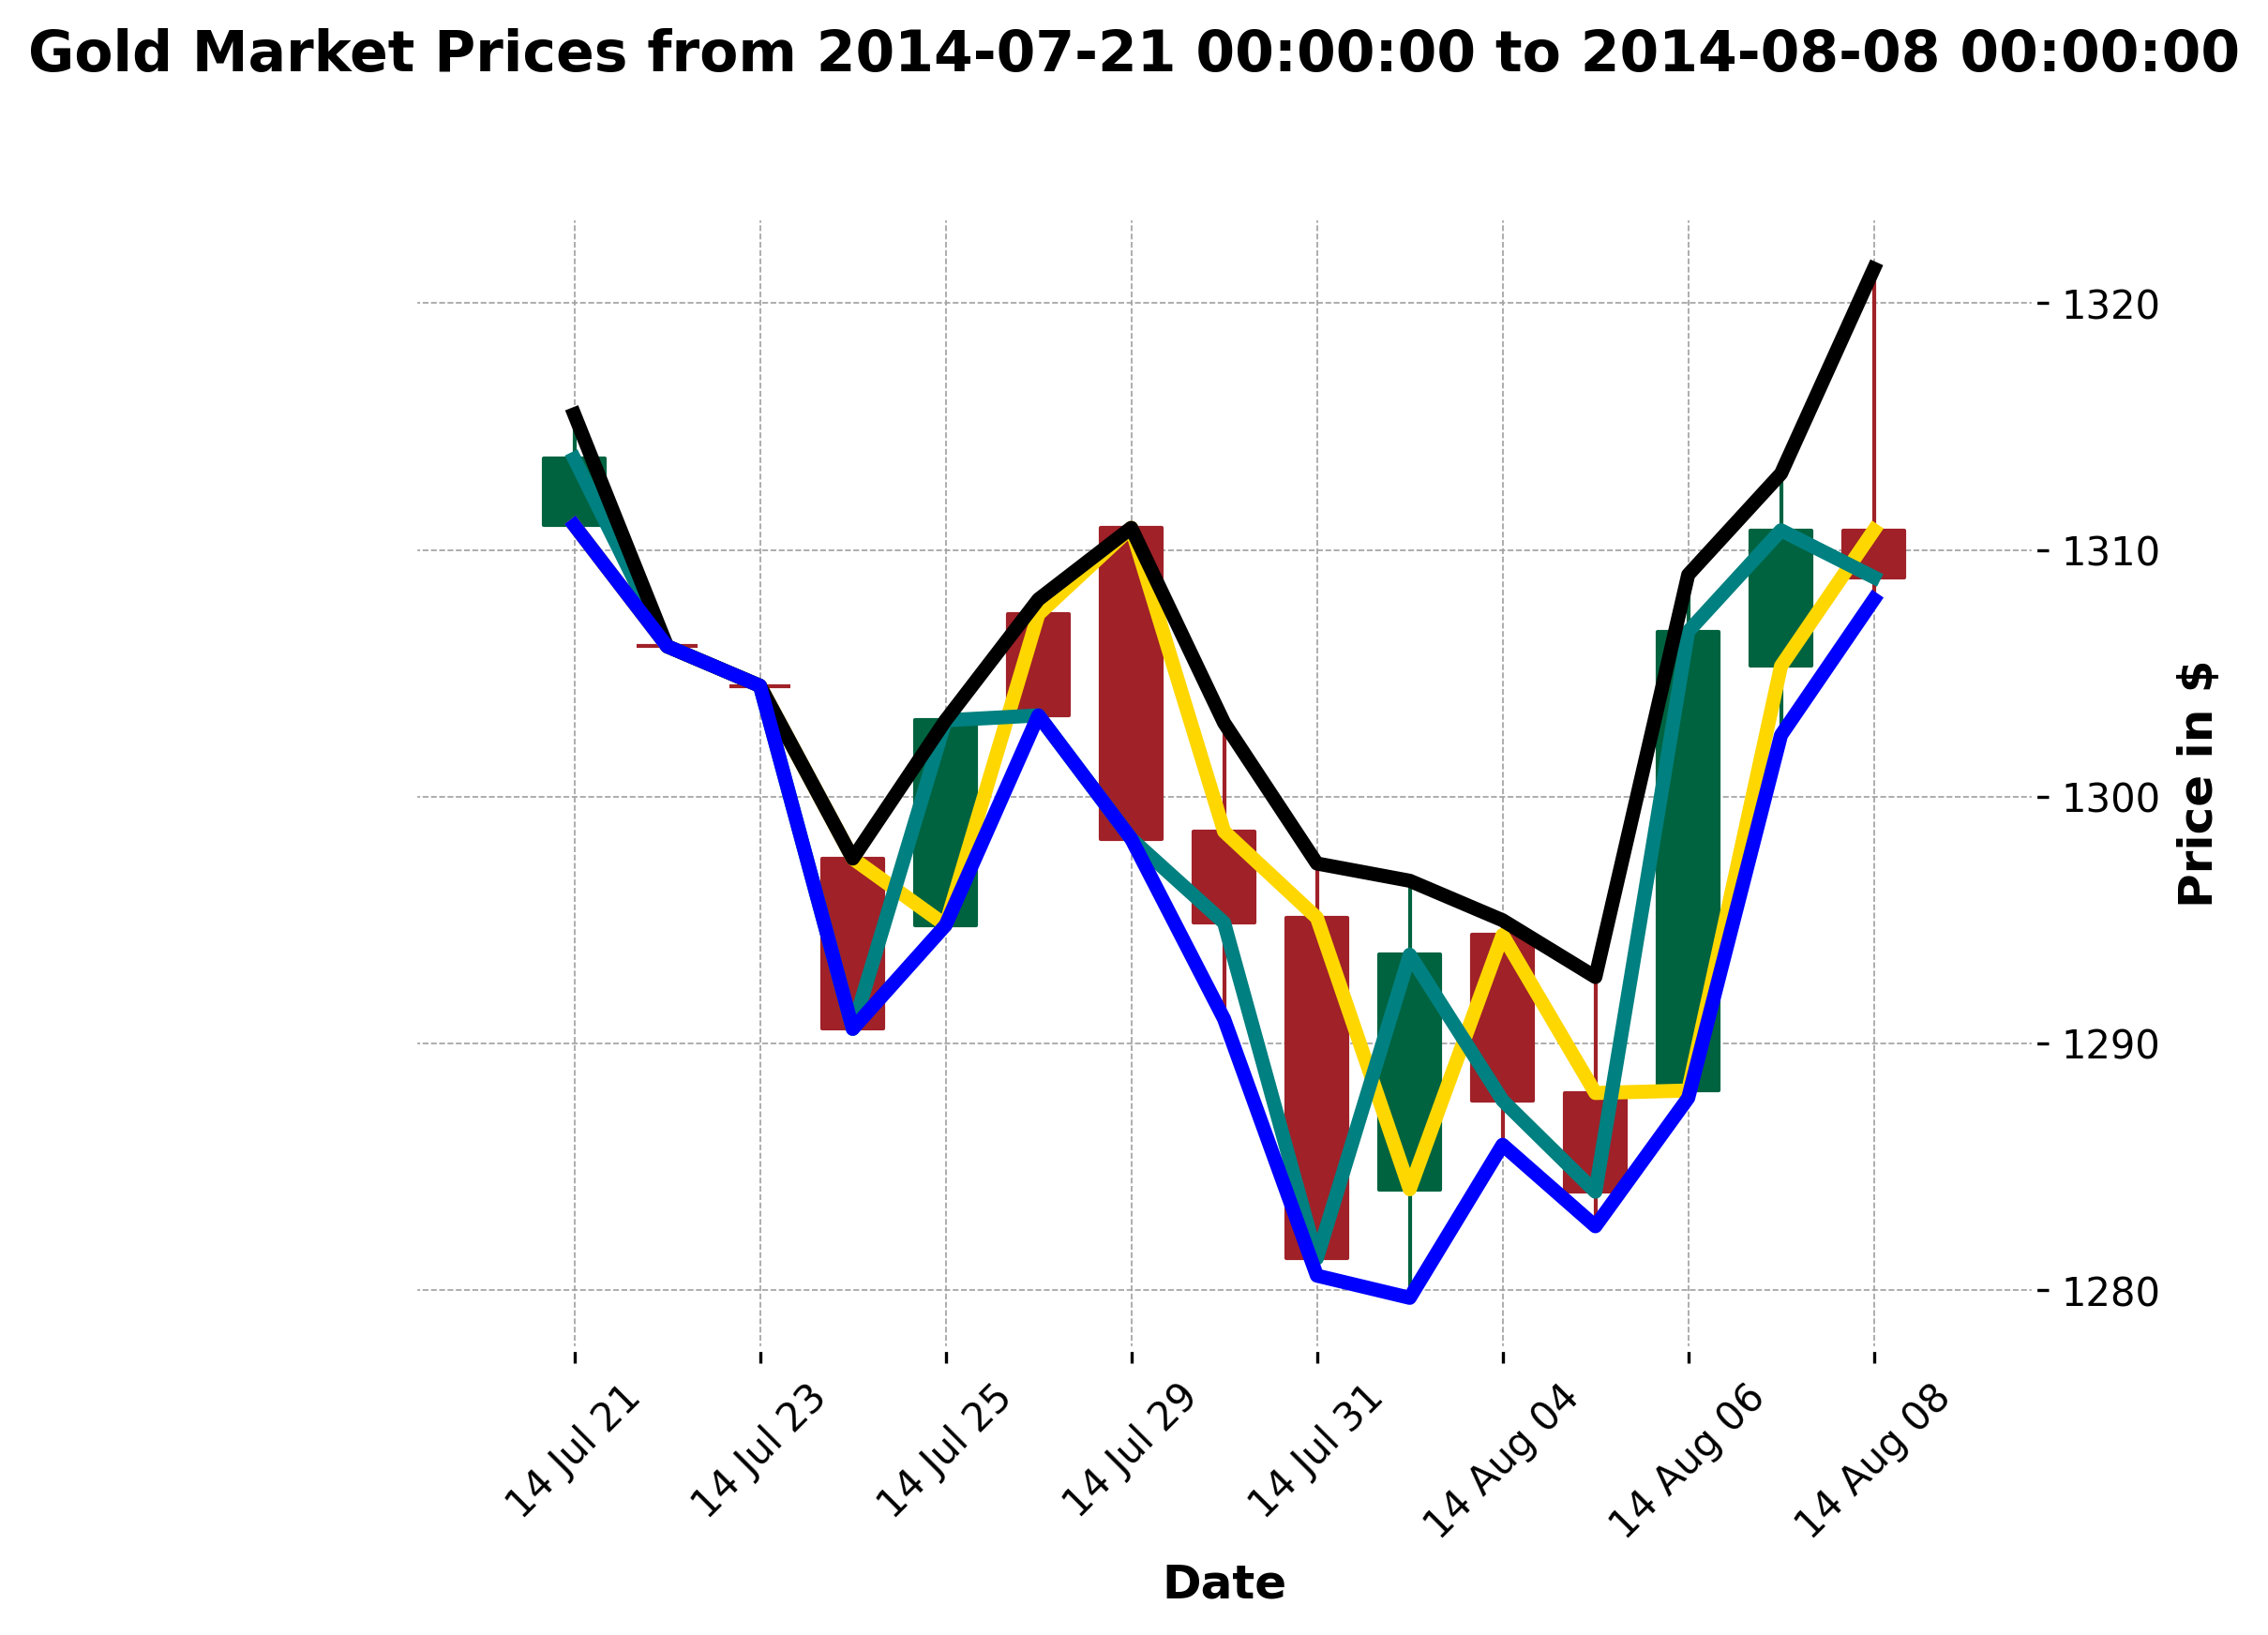 Gold Market Prices from 2014-07-21 00:00:00 to 2014-08-08 00:00:00
1320
1310
1300
1290
1280
Price in $
14 Jul 21
14 Jul 23
14 Jul 25
14 Jul 29
14 Jul 31
14 Aug 04
14 Aug 06
14 Aug 08
Date